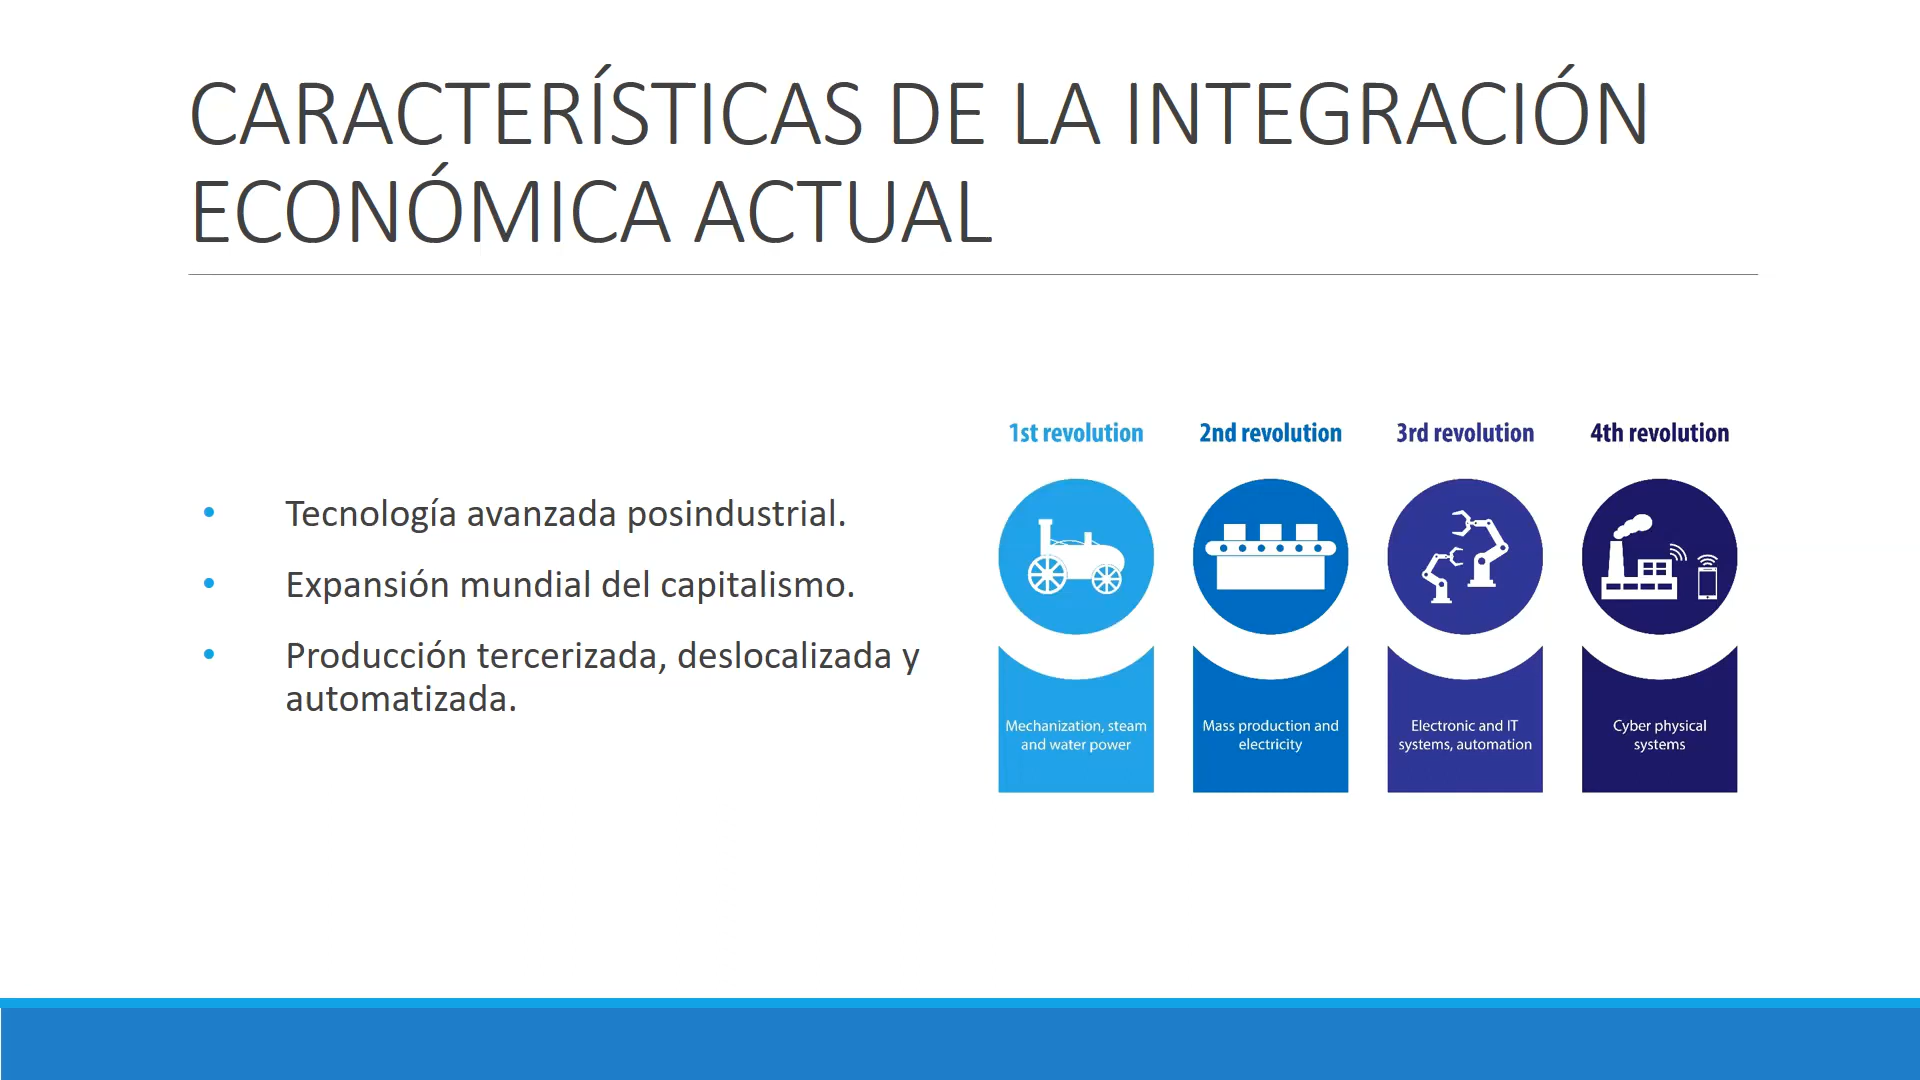 CARACTERÍSTICAS DE LA INTEGRACIÓN
ECONÓMICA ACTUAL
• Tecnología avanzada posindustrial.
• Expansión mundial del capitalismo.
• Producción tercerizada, deslocalizada y
automatizada.
1st revolution
Mechanization, steam
and water power
2nd revolution
Mass production and
electricity
3rd revolution
Electronic and IT
systems, automation
4th revolution
Cyber physical
systems